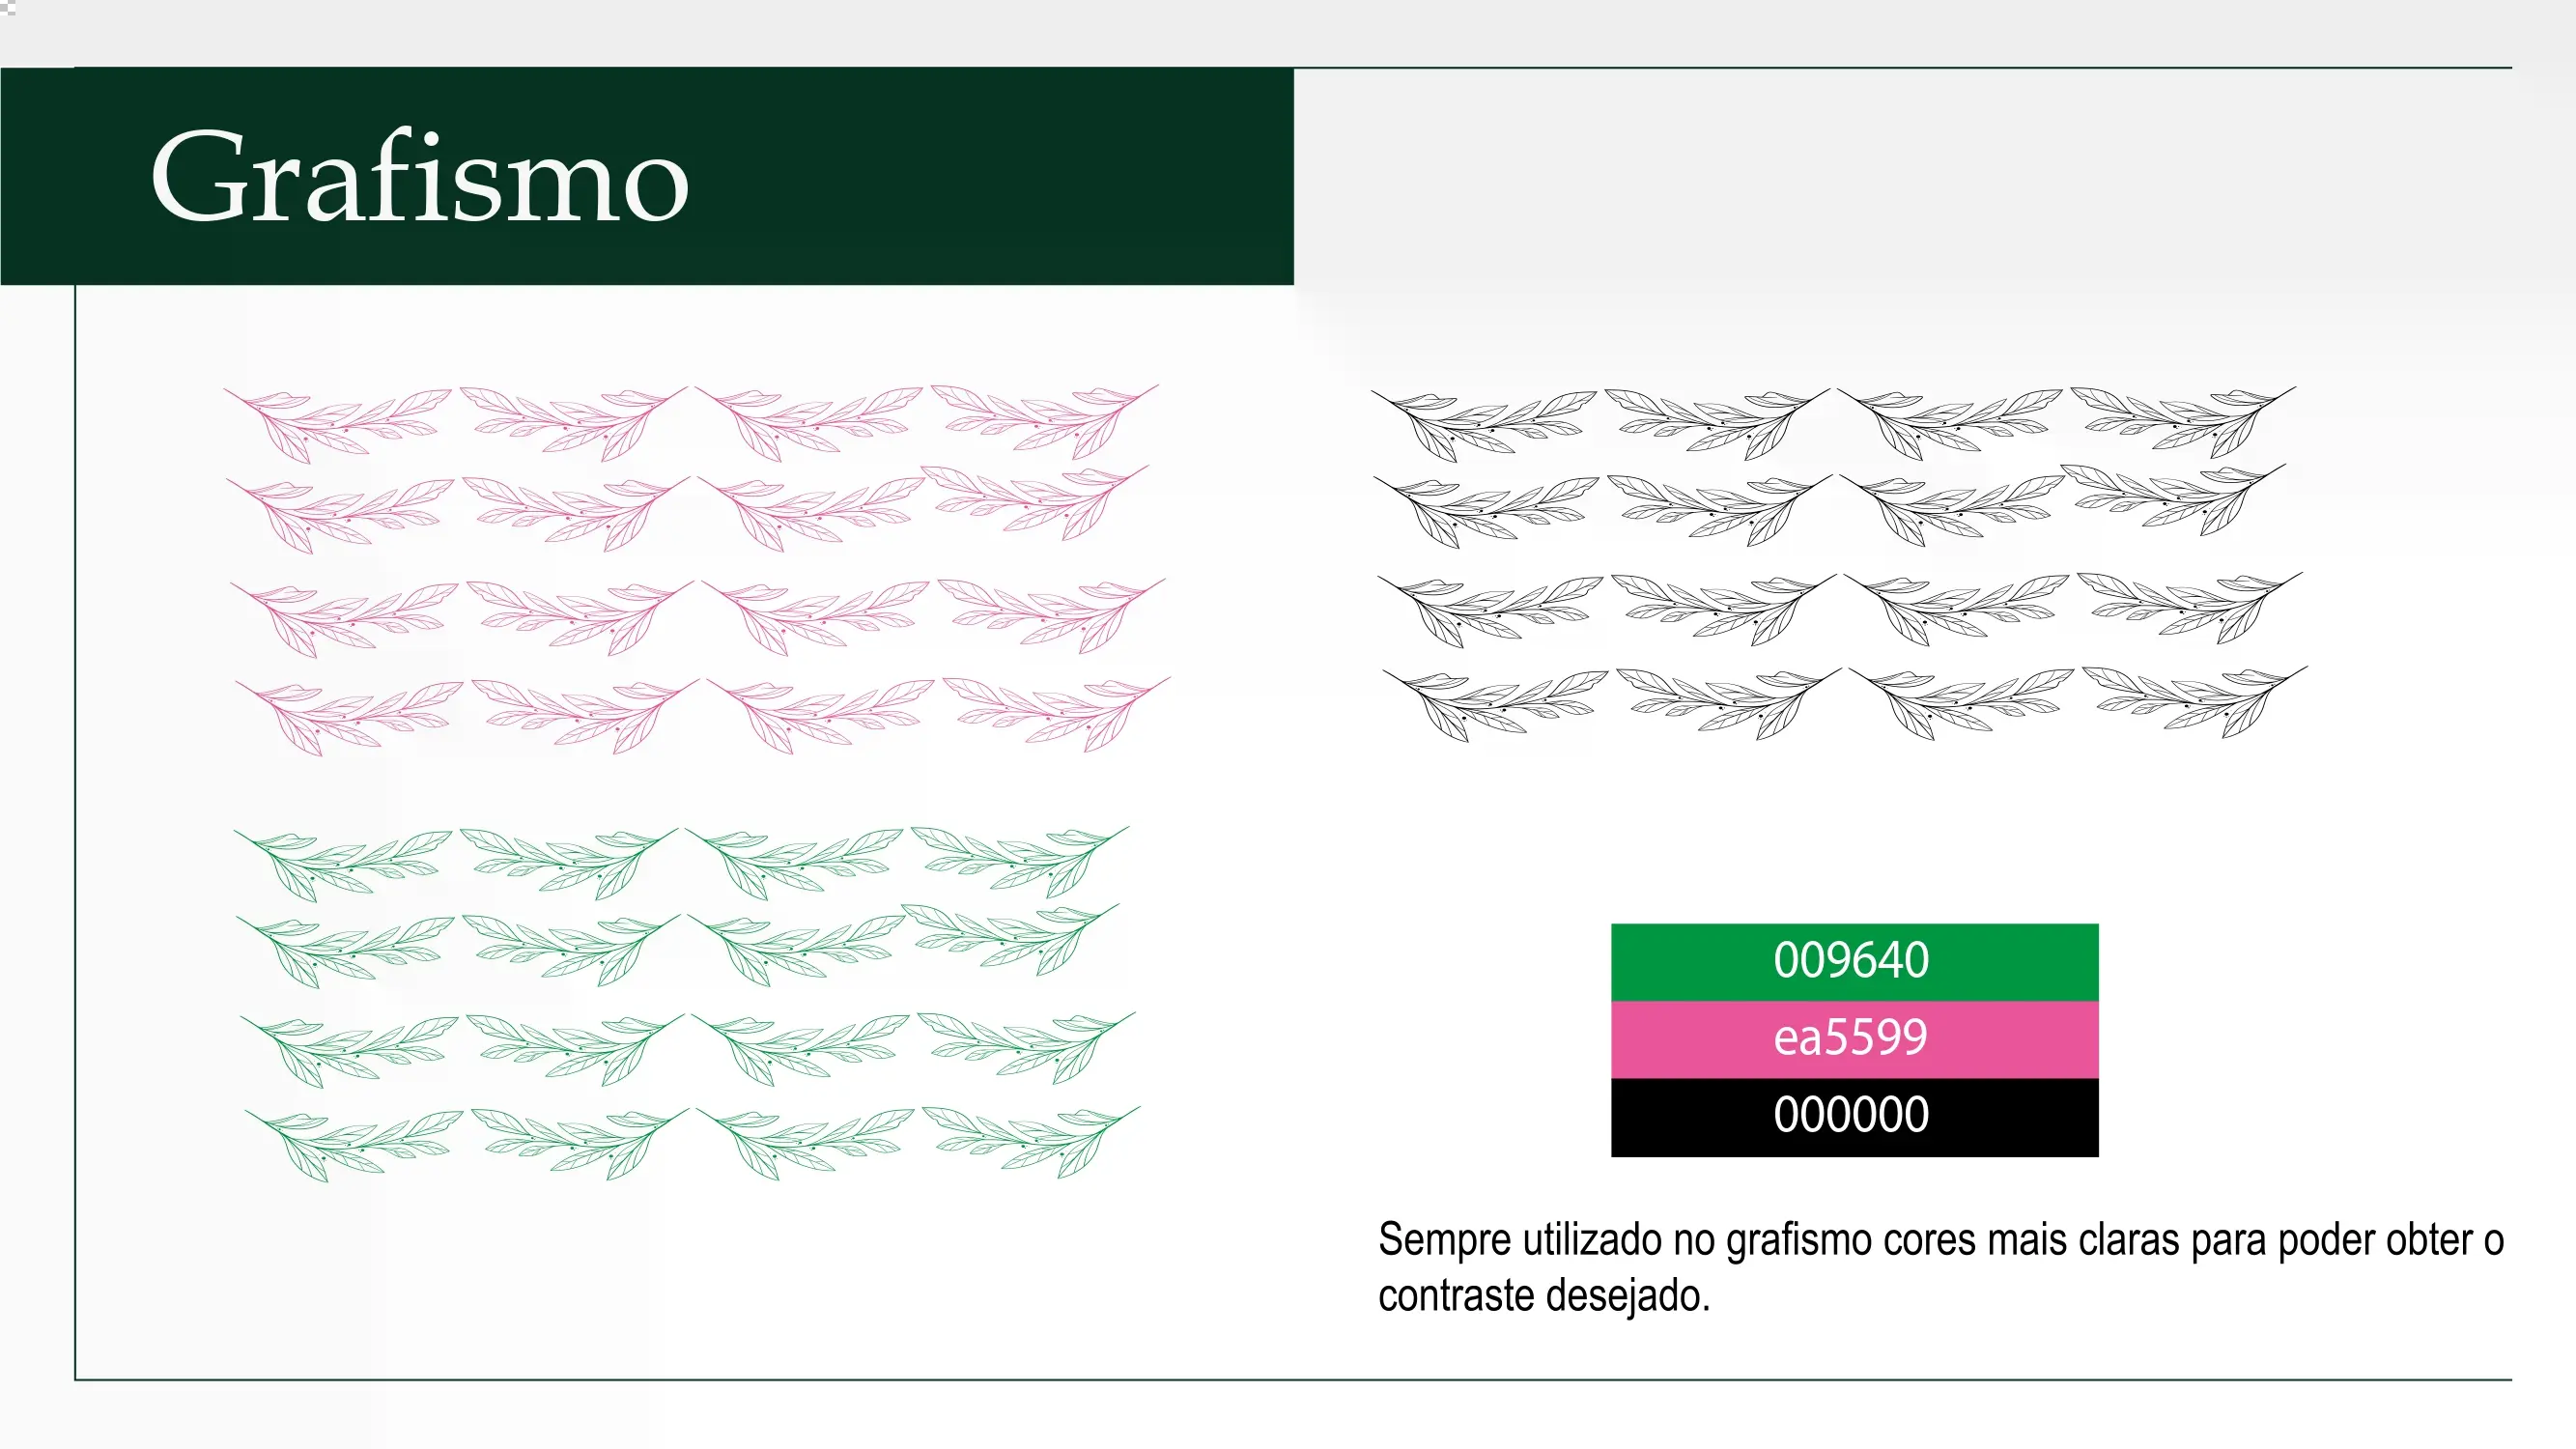 Grafismo
009640
ea5599
000000
Sempre utilizado no grafismo cores mais claras para poder obter o
contraste desejado.